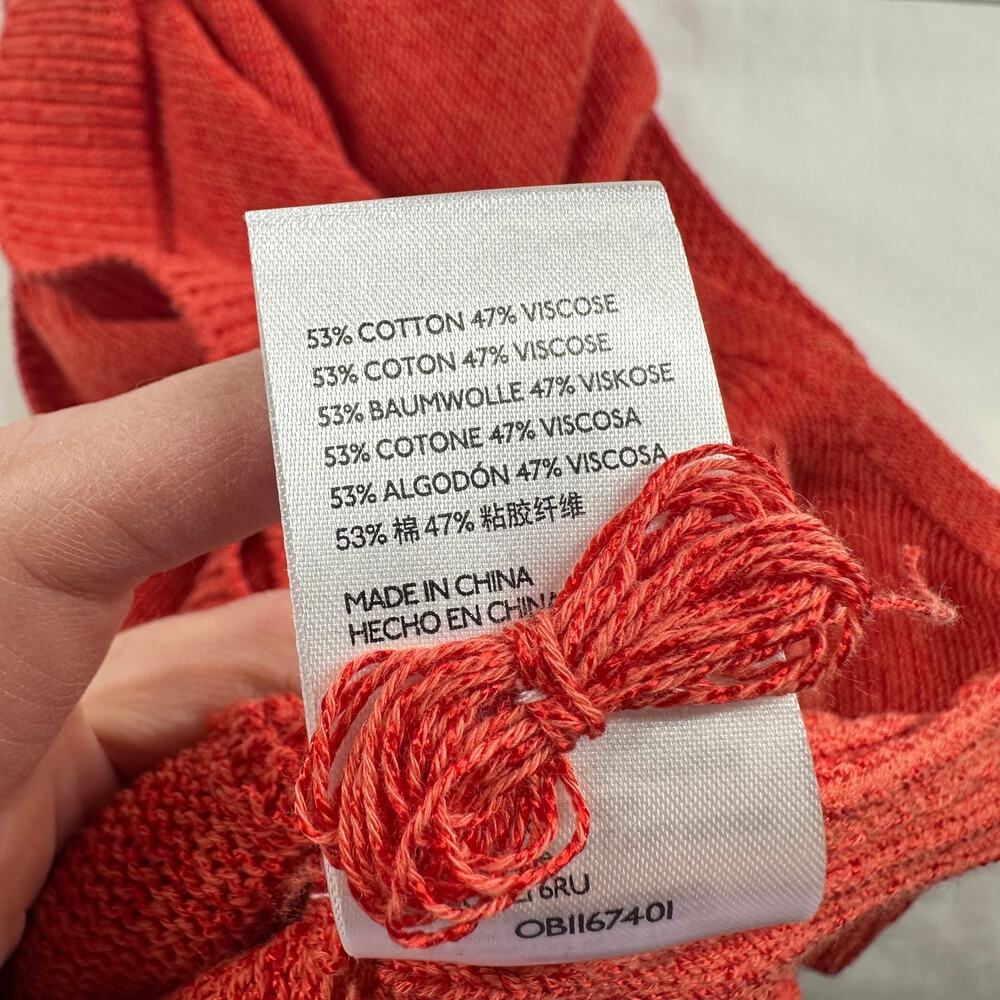 53% COTTON 47% VISCOSE
53% COTON 47% VISCOSE
53% BAUMWOLLE 47% VISKOSE
53% COTONE 47% VISCOSA
53% ALGODÓN 47% VISCOSA
53% 棉 47% 粘胶纤维
MADE IN CHINA
HECHO EN CHINA
6RU
OB1167401